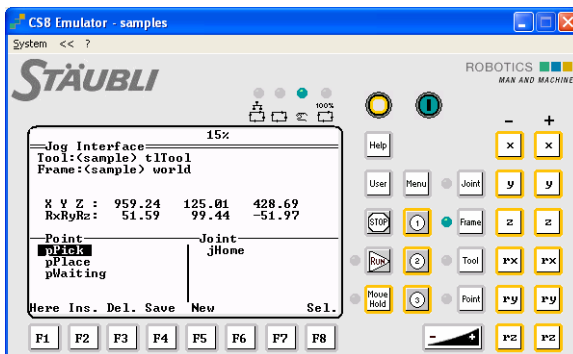 CS8 Emulator - samples
System << ?
STÄUBLI
ROBOTICS
MAN AND MACHINE
100%
15%
Jog Interface
Tool:(sample) tlTool
Frame:(sample) world
X Y Z : 959.24 125.01 428.69
RxRyRz: 51.59 99.44 -51.97
Point Joint
pPick jHome
pPlace
pWaiting
Here Ins. Del. Save New Sel.
F1 F2 F3 F4 F5 F6 F7 F8
- +
Help x x
User Menu Joint y y
STOP 1 Frame z z
RUN 2 Tool rx rx
Move Hold 3 Point ry ry
- + rz rz